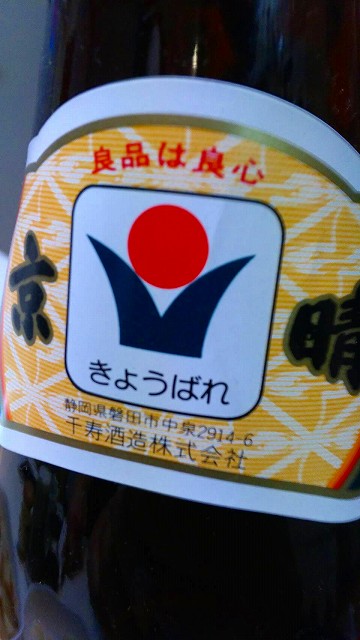 良品は良心
京 晴
きょうばれ
静岡県磐田市中泉2914-6
千寿酒造株式会社